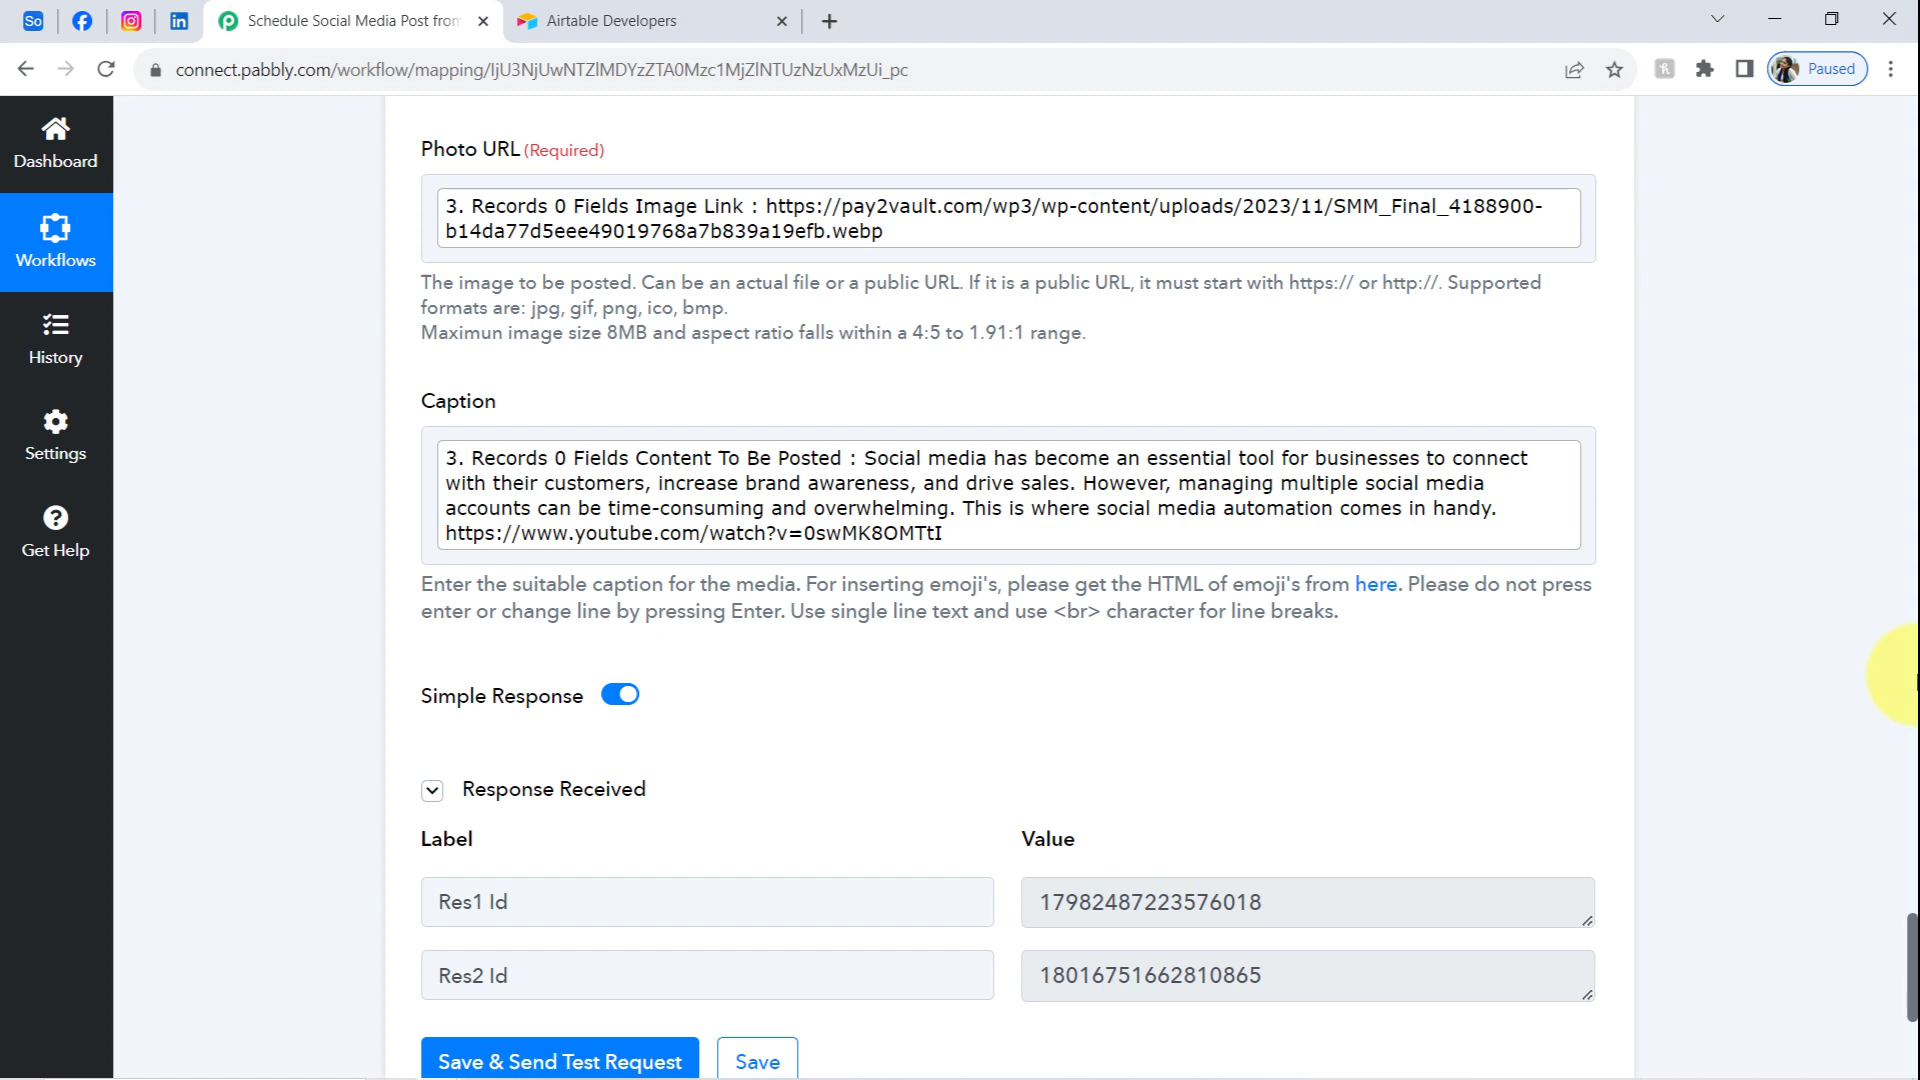 So
Schedule Social Media Post from
Airtable Developers
connect.pabbly.com/workflow/mapping/IjU3NjUwNTZlMDYzZTA0Mzc1MjZlNTUzNzUxMzUi_pc
Paused
Dashboard
Workflows
History
Settings
Get Help
Photo URL (Required)
3. Records 0 Fields Image Link : https://pay2vault.com/wp3/wp-content/uploads/2023/11/SMM_Final_4188900-
b14da77d5eee49019768a7b839a19efb.webp
The image to be posted. Can be an actual file or a public URL. If it is a public URL, it must start with https:// or http://. Supported
formats are: jpg, gif, png, ico, bmp.
Maximun image size 8MB and aspect ratio falls within a 4:5 to 1.91:1 range.
Caption
3. Records 0 Fields Content To Be Posted : Social media has become an essential tool for businesses to connect
with their customers, increase brand awareness, and drive sales. However, managing multiple social media
accounts can be time-consuming and overwhelming. This is where social media automation comes in handy.
https://www.youtube.com/watch?v=0swMK8OMTtI
Enter the suitable caption for the media. For inserting emoji's, please get the HTML of emoji's from here. Please do not press
enter or change line by pressing Enter. Use single line text and use <br> character for line breaks.
Simple Response
Response Received
Label Value
Res1 Id 17982487223576018
Res2 Id 18016751662810865
Save & Send Test Request Save